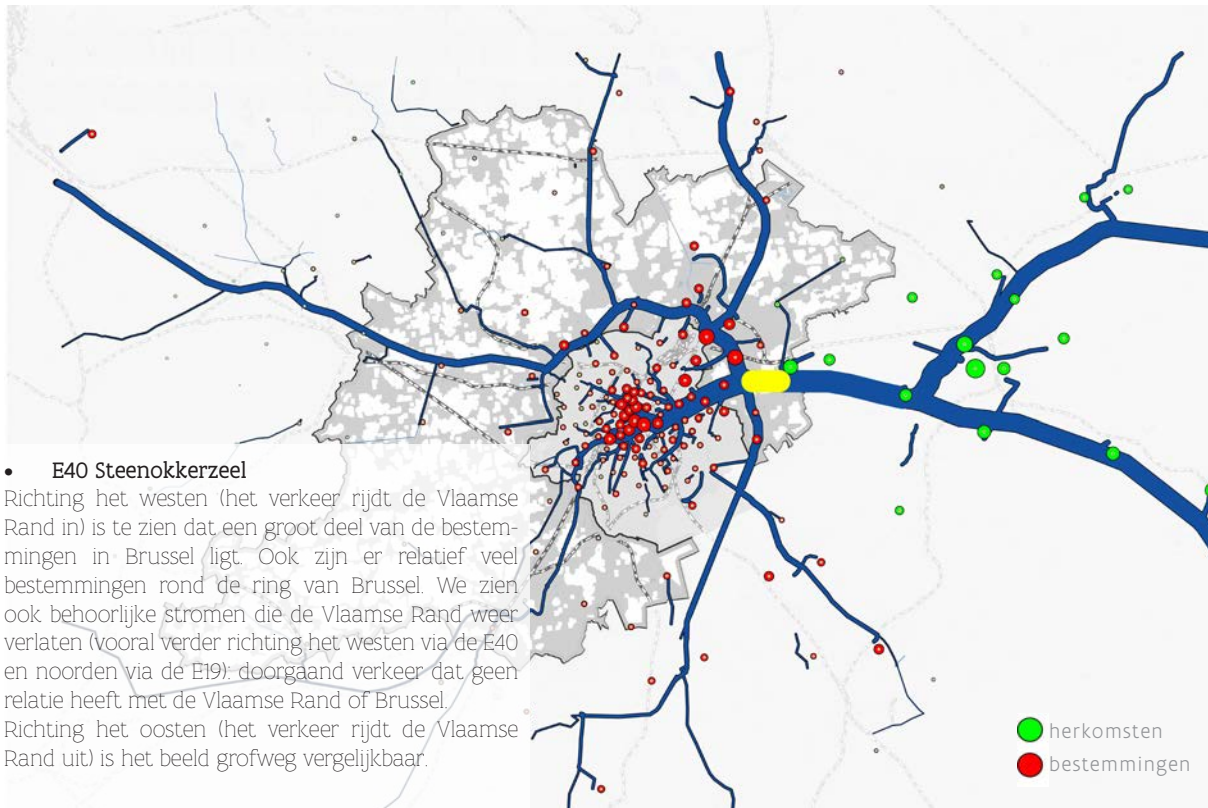 • E40 Steenokkerzeel
Richting het westen (het verkeer rijdt de Vlaamse
Rand in) is te zien dat een groot deel van de bestem-
mingen in Brussel ligt. Ook zijn er relatief veel
bestemmingen rond de ring van Brussel. We zien
ook behoorlijke stromen die de Vlaamse Rand weer
verlaten (vooral verder richting het westen via de E40
en noorden via de E19): doorgaand verkeer dat geen
relatie heeft met de Vlaamse Rand of Brussel.
Richting het oosten (het verkeer rijdt de Vlaamse
Rand uit) is het beeld grofweg vergelijkbaar.
herkomsten
bestemmingen